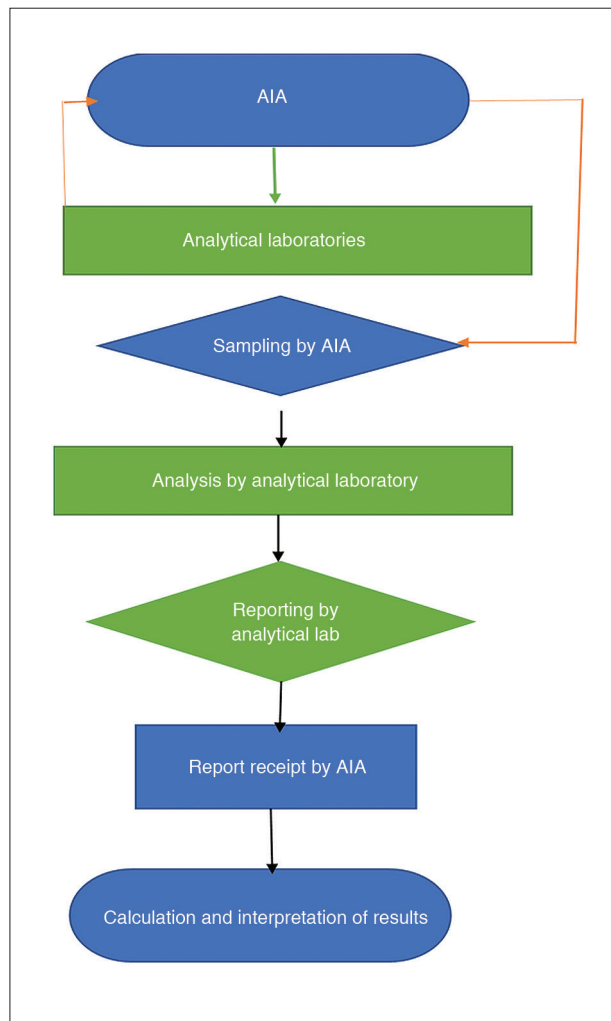 AIA
Analytical laboratories
Sampling by AIA
Analysis by analytical laboratory
Reporting by
analytical lab
Report receipt by AIA
Calculation and interpretation of results